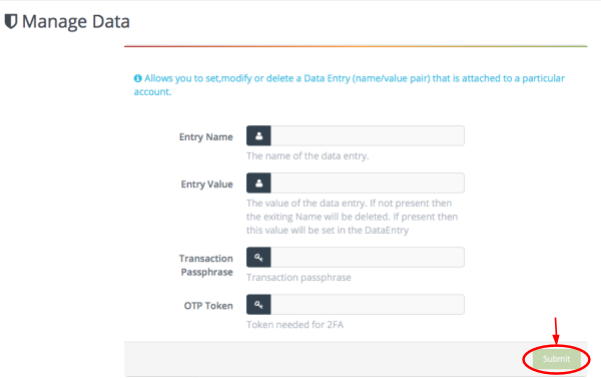 Manage Data
Allows you to set,modify or delete a Data Entry (name/value pair) that is attached to a particular
account.
Entry Name
The name of the data entry.
Entry Value
The value of the data entry. If not present then
the exiting Name will be deleted. If present then
this value will be set in the DataEntry
Transaction
Passphrase
Transaction passphrase
OTP Token
Token needed for 2FA
Submit